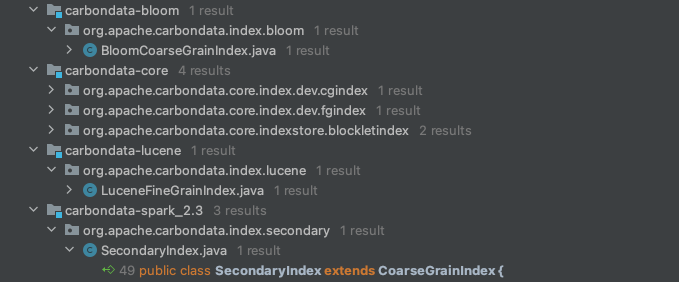 carbondata-bloom 1 result
org.apache.carbondata.index.bloom 1 result
BloomCoarseGrainIndex.java 1 result
carbondata-core 4 results
org.apache.carbondata.core.index.dev.cgindex 1 result
org.apache.carbondata.core.index.dev.fgindex 1 result
org.apache.carbondata.core.indexstore.blockletindex 2 results
carbondata-lucene 1 result
org.apache.carbondata.index.lucene 1 result
LuceneFineGrainIndex.java 1 result
carbondata-spark_2.3 3 results
org.apache.carbondata.index.secondary 1 result
SecondaryIndex.java 1 result
49 public class SecondaryIndex extends CoarseGrainIndex {